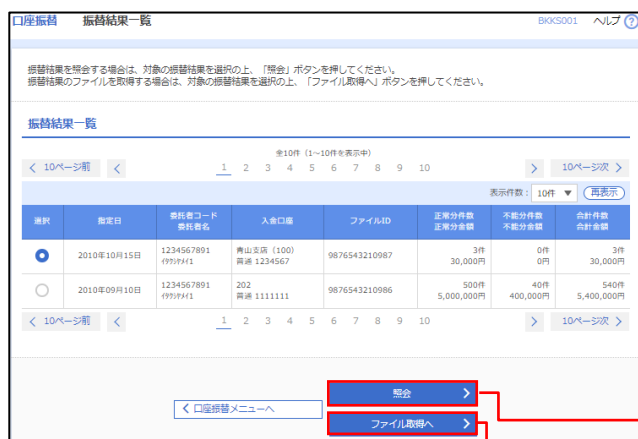 口座振替 振替結果一覧 BKKS001 ヘルプ ?
振替結果を照会する場合は、対象の振替結果を選択の上、「照会」ボタンを押してください。
振替結果のファイルを取得する場合は、対象の振替結果を選択の上、「ファイル取得へ」ボタンを押してください。
振替結果一覧
全10件（1～10件を表示中）
< 10ページ前 < 1 2 3 4 5 6 7 8 9 10 > 10ページ次 >
表示件数： 10件 ▼ 再表示
選択 指定日 委託者コード 委託者名 入金口座 ファイルID 正常分件数 正常分金額 不能分件数 不能分金額 合計件数 合計金額
2010年10月15日 1234567891 ｲﾀｸｼﾔﾒｲ1 青山支店（100） 普通 1234567 9876543210987 3件 30,000円 0件 0円 3件 30,000円
2010年09月10日 1234567891 ｲﾀｸｼﾔﾒｲ1 202 普通 1111111 9876543210986 500件 5,000,000円 40件 400,000円 540件 5,400,000円
< 10ページ前 < 1 2 3 4 5 6 7 8 9 10 > 10ページ次 >
照会 >
< 口座振替メニューへ
ファイル取得へ >